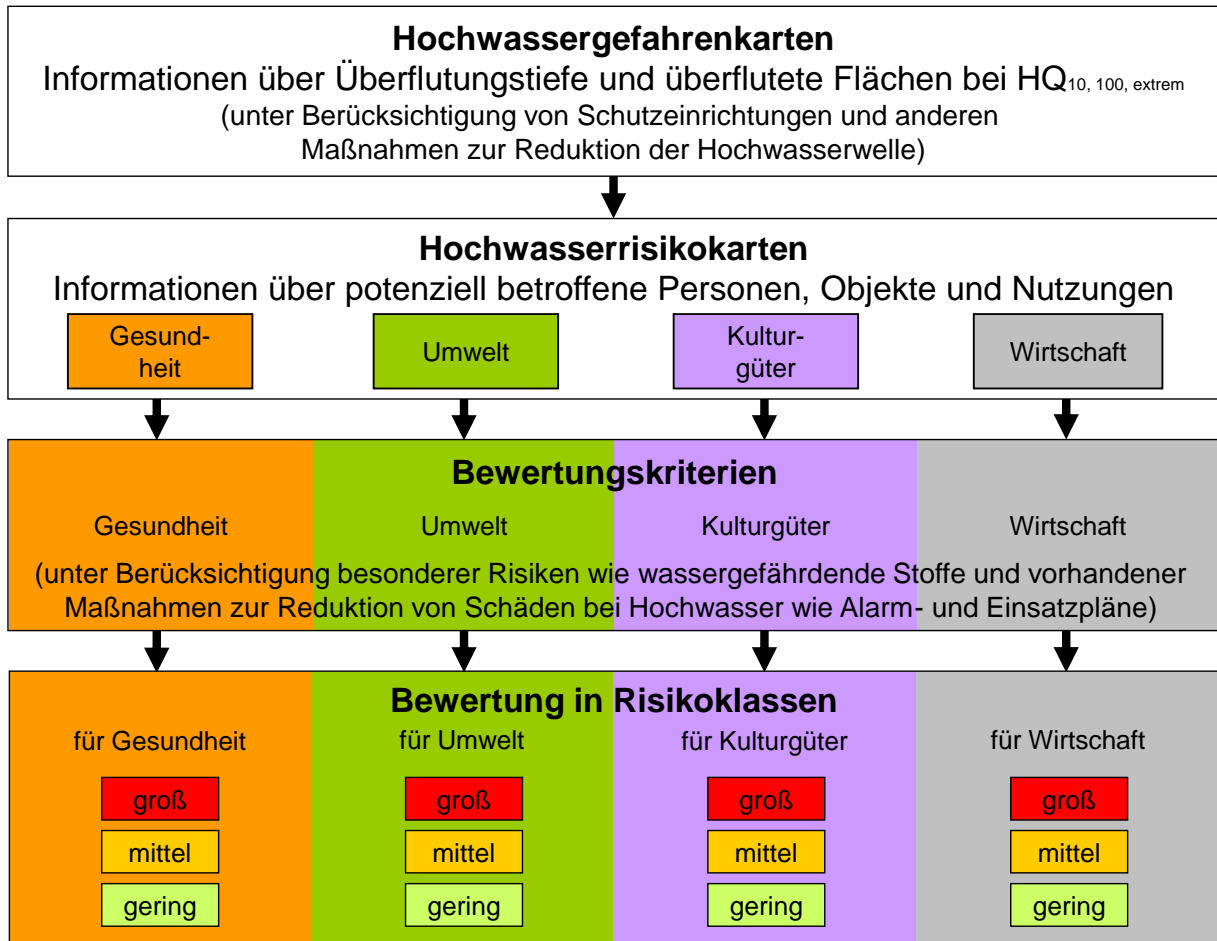 Hochwassergefahrenkarten
Informationen über Überflutungstiefe und überflutete Flächen bei HQ10, 100, extrem
(unter Berücksichtigung von Schutzeinrichtungen und anderen
Maßnahmen zur Reduktion der Hochwasserwelle)
Hochwasserrisikokarten
Informationen über potenziell betroffene Personen, Objekte und Nutzungen
Gesund-
heit
Umwelt
Kultur-
güter
Wirtschaft
Bewertungskriterien
Gesundheit
Umwelt
Kulturgüter
Wirtschaft
(unter Berücksichtigung besonderer Risiken wie wassergefährdende Stoffe und vorhandener
Maßnahmen zur Reduktion von Schäden bei Hochwasser wie Alarm- und Einsatzpläne)
Bewertung in Risikoklassen
für Gesundheit
für Umwelt
für Kulturgüter
für Wirtschaft
groß
groß
groß
groß
mittel
mittel
mittel
mittel
gering
gering
gering
gering